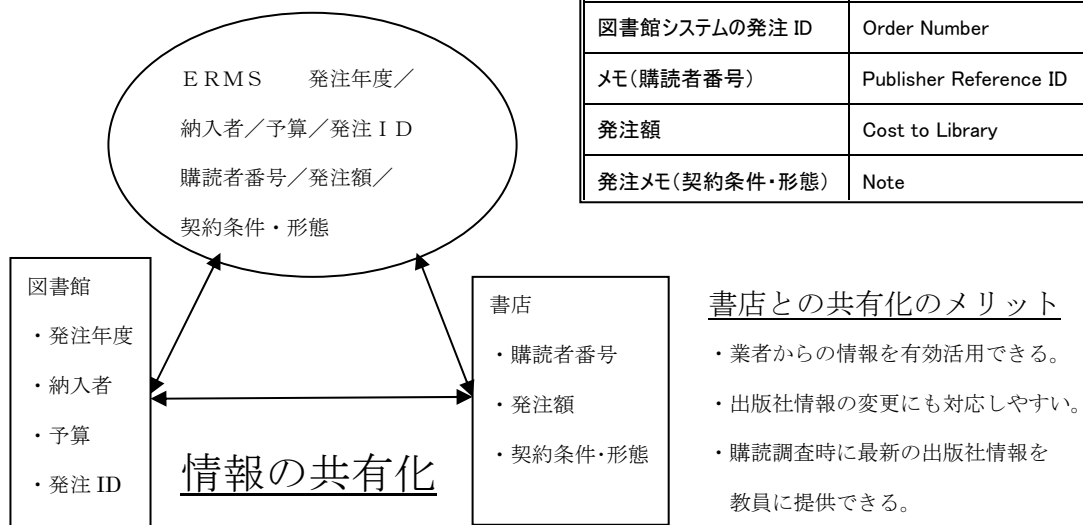 図書館システムの発注 ID	Order Number
メモ(購読者番号)	Publisher Reference ID
発注額	Cost to Library
発注メモ(契約条件・形態)	Note
ERMS　発注年度／
納入者／予算／発注ＩＤ
購読者番号／発注額／
契約条件・形態
図書館
・発注年度
・納入者
・予算
・発注 ID
情報の共有化
書店
・購読者番号
・発注額
・契約条件・形態
書店との共有化のメリット
・業者からの情報を有効活用できる。
・出版社情報の変更にも対応しやすい。
・購読調査時に最新の出版社情報を
教員に提供できる。